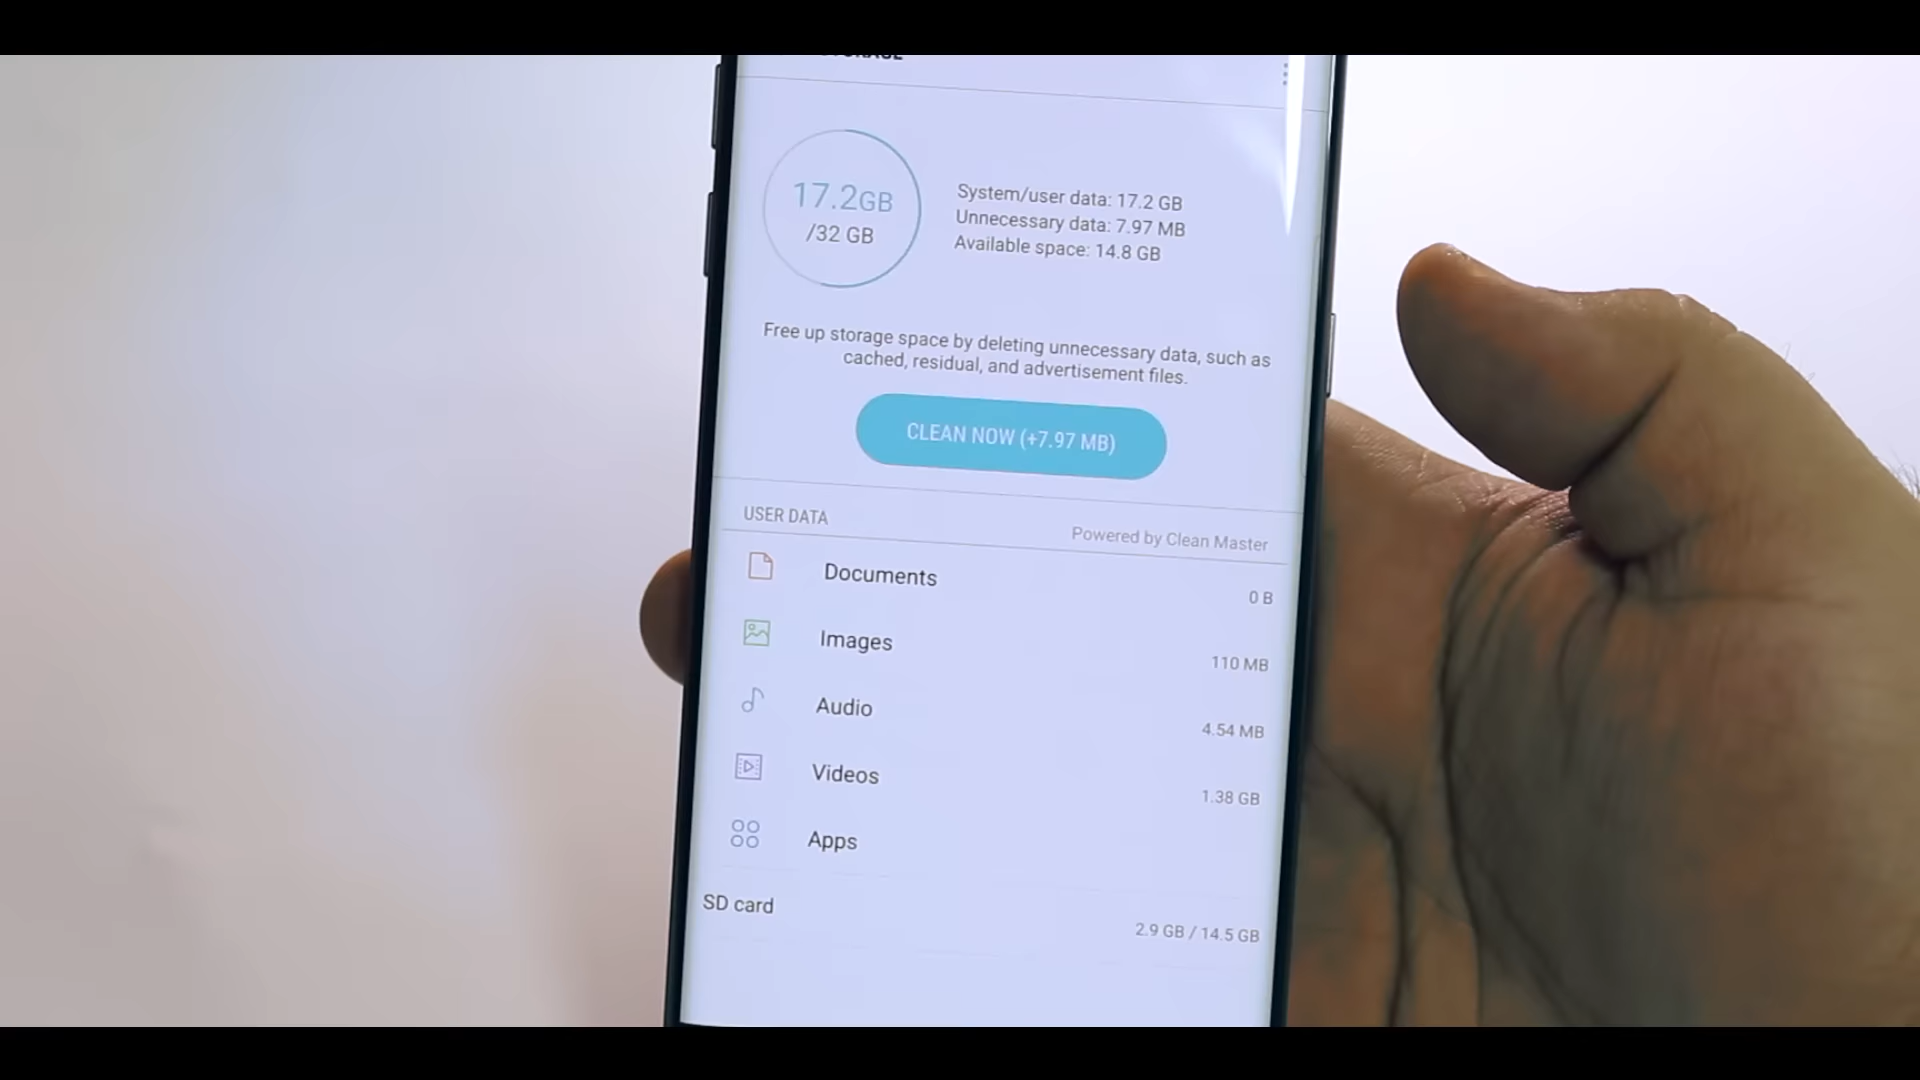 STORAGE
17.2GB
/32 GB
System/user data: 17.2 GB
Unnecessary data: 7.97 MB
Available space: 14.8 GB
Free up storage space by deleting unnecessary data, such as
cached, residual, and advertisement files.
CLEAN NOW (+7.97 MB)
USER DATA
Powered by Clean Master
Documents 0 B
Images 110 MB
Audio 4.54 MB
Videos 1.38 GB
Apps
SD card 2.9 GB / 14.5 GB